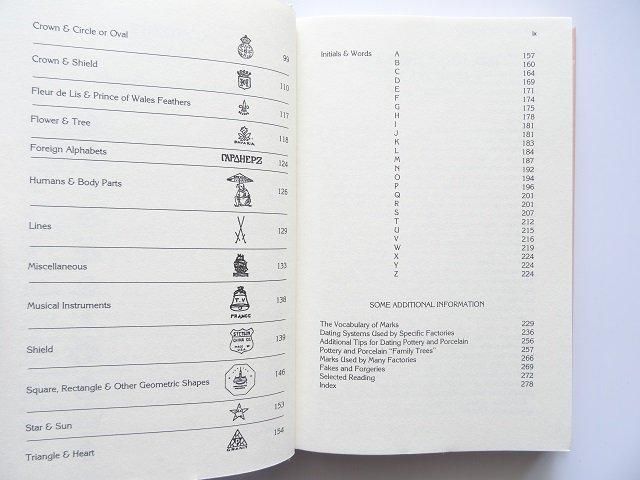 Crown & Circle or Oval 99
Crown & Shield 110
Fleur de Lis & Prince of Wales Feathers 117
Flower & Tree 118
BAVARIA
Foreign Alphabets ГАРДНЕРЪ 124
Humans & Body Parts 126
Lines 129
Miscellaneous 133
Musical Instruments 138
T.V
FRANCE
Shield 139
STETSON
CHINA CO.
Square, Rectangle & Other Geometric Shapes 146
Star & Sun 153
Triangle & Heart 154
GRANIT
ix
Initials & Words A 157
B 160
C 164
D 169
E 171
F 174
G 175
H 178
I 181
J 181
K 183
L 184
M 187
N 192
O 194
P 196
Q 201
R 201
S 207
T 212
U 215
V 216
W 219
X 224
Y 224
Z 224
SOME ADDITIONAL INFORMATION
The Vocabulary of Marks 229
Dating Systems Used by Specific Factories 236
Additional Tips for Dating Pottery and Porcelain 256
Pottery and Porcelain "Family Trees" 257
Marks Used by Many Factories 266
Fakes and Forgeries 269
Selected Reading 272
Index 278